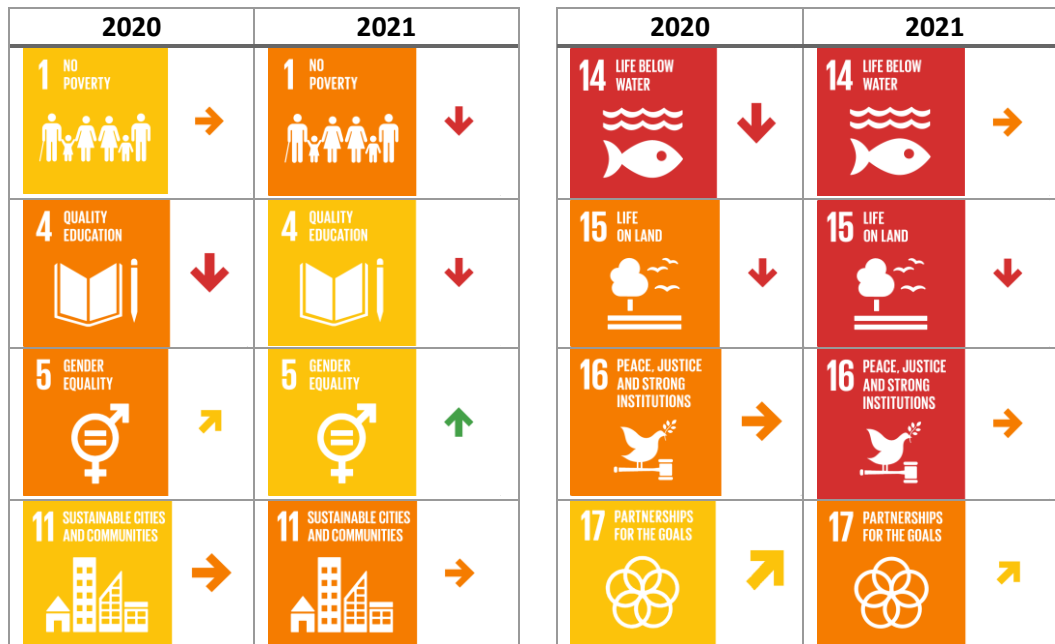 2020 2021
1 NO
POVERTY
1 NO
POVERTY
4 QUALITY
EDUCATION
4 QUALITY
EDUCATION
5 GENDER
EQUALITY
5 GENDER
EQUALITY
11 SUSTAINABLE CITIES
AND COMMUNITIES
11 SUSTAINABLE CITIES
AND COMMUNITIES
2020 2021
14 LIFE BELOW
WATER
14 LIFE BELOW
WATER
15 LIFE
ON LAND
15 LIFE
ON LAND
16 PEACE, JUSTICE
AND STRONG
INSTITUTIONS
16 PEACE, JUSTICE
AND STRONG
INSTITUTIONS
17 PARTNERSHIPS
FOR THE GOALS
17 PARTNERSHIPS
FOR THE GOALS